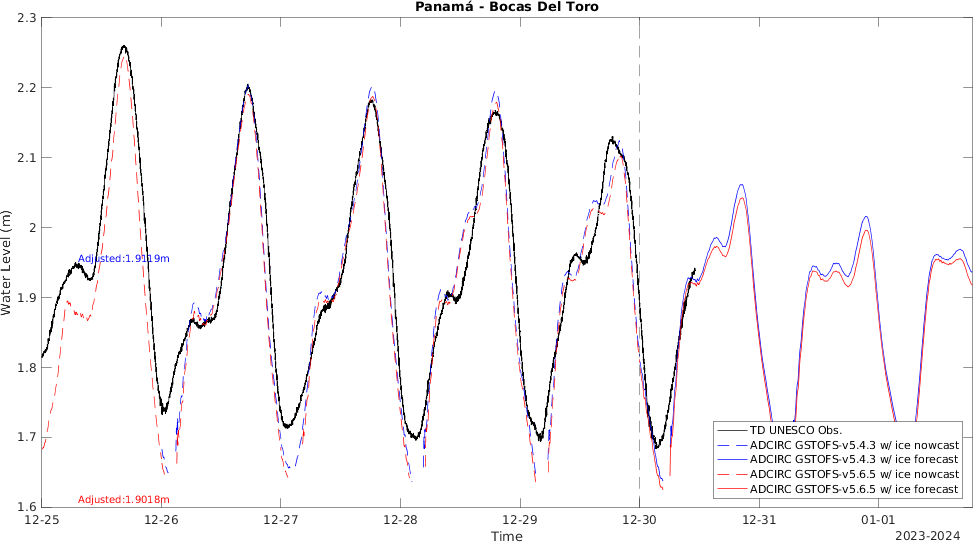 Panamá - Bocas Del Toro
2.3
2.2
2.1
2
1.9
1.8
1.7
1.6
Water Level (m)
Adjusted:1.9119m
Adjusted:1.9018m
TD UNESCO Obs.
ADCIRC GSTOFS-v5.4.3 w/ ice nowcast
ADCIRC GSTOFS-v5.4.3 w/ ice forecast
ADCIRC GSTOFS-v5.6.5 w/ ice nowcast
ADCIRC GSTOFS-v5.6.5 w/ ice forecast
12-25 12-26 12-27 12-28 12-29 12-30 12-31 01-01
Time
2023-2024